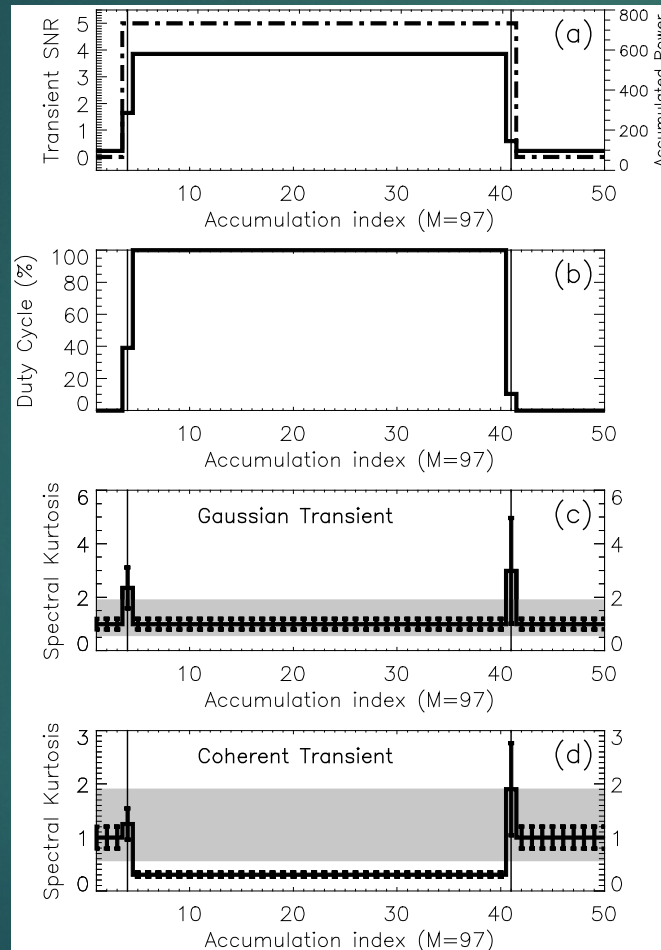 (a)
Transient SNR
5
4
3
2
1
0
800
600
400
200
0
Accumulated Power
10 20 30 40 50
Accumulation index (M=97)
(b)
Duty Cycle (%)
100
80
60
40
20
0
10 20 30 40 50
Accumulation index (M=97)
(c)
Gaussian Transient
Spectral Kurtosis
6
4
2
1
0
6
4
2
1
0
10 20 30 40 50
Accumulation index (M=97)
(d)
Coherent Transient
Spectral Kurtosis
3
2
1
0
3
2
1
0
10 20 30 40 50
Accumulation index (M=97)